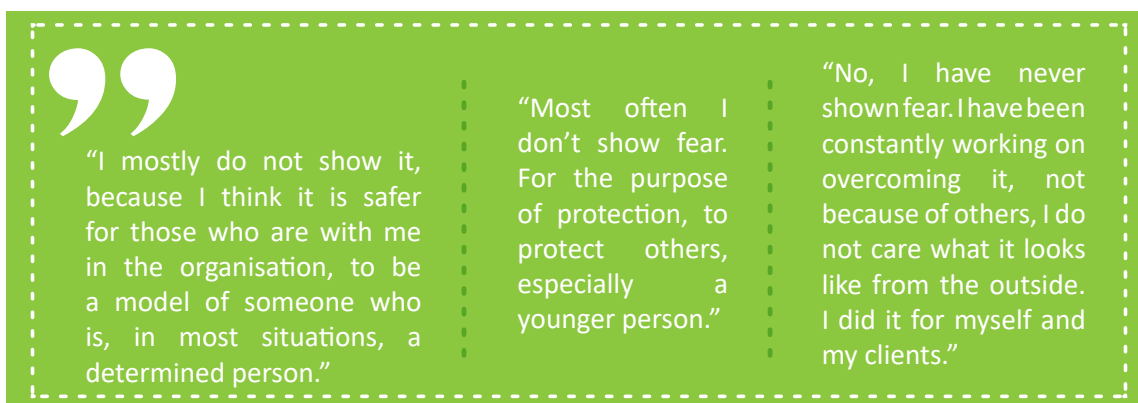 “I mostly do not show it,
because I think it is safer
for those who are with me
in the organisation, to be
a model of someone who
is, in most situations, a
determined person.”
“Most often I
don’t show fear.
For the purpose
of protection, to
protect others,
especially a
younger person.”
“No, I have never
shown fear. I have been
constantly working on
overcoming it, not
because of others, I do
not care what it looks
like from the outside.
I did it for myself and
my clients.”